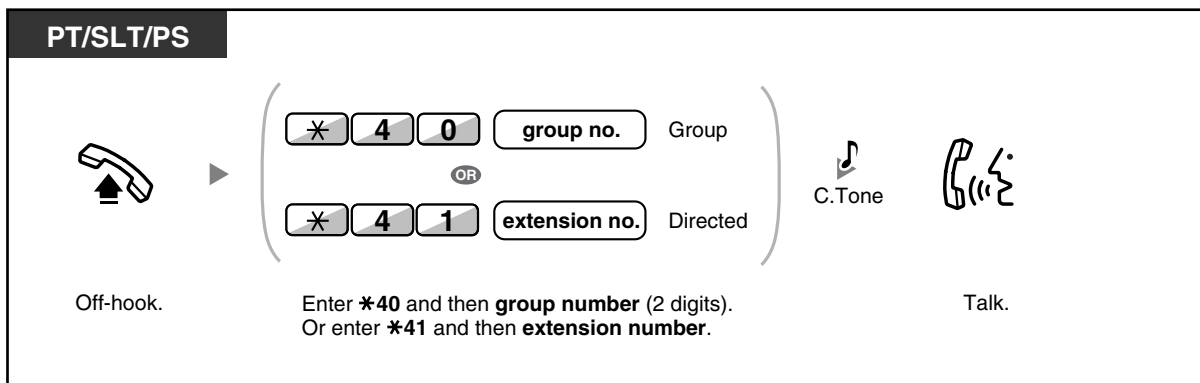 PT/SLT/PS
* 4 0 group no. Group
OR
* 4 1 extension no. Directed
C.Tone
Off-hook.
Enter *40 and then group number (2 digits).
Or enter *41 and then extension number.
Talk.